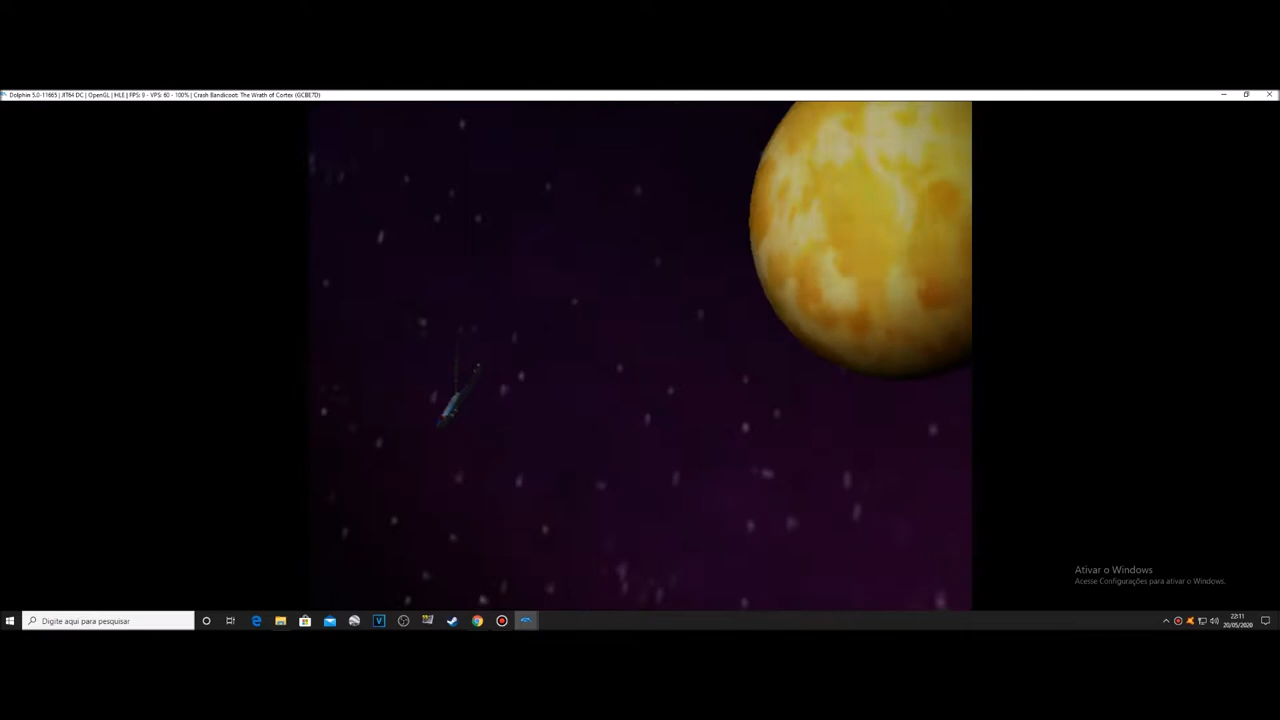 Dolphin 5.0-11665 | JIT64 DC | OpenGL | HLE | FPS: 9 - VPS: 60 - 100% | Crash Bandicoot: The Wrath of Cortex (GCBE7D)
Ativar o Windows
Acesse Configurações para ativar o Windows.
Digite aqui para pesquisar
V
22:11
20/05/2020